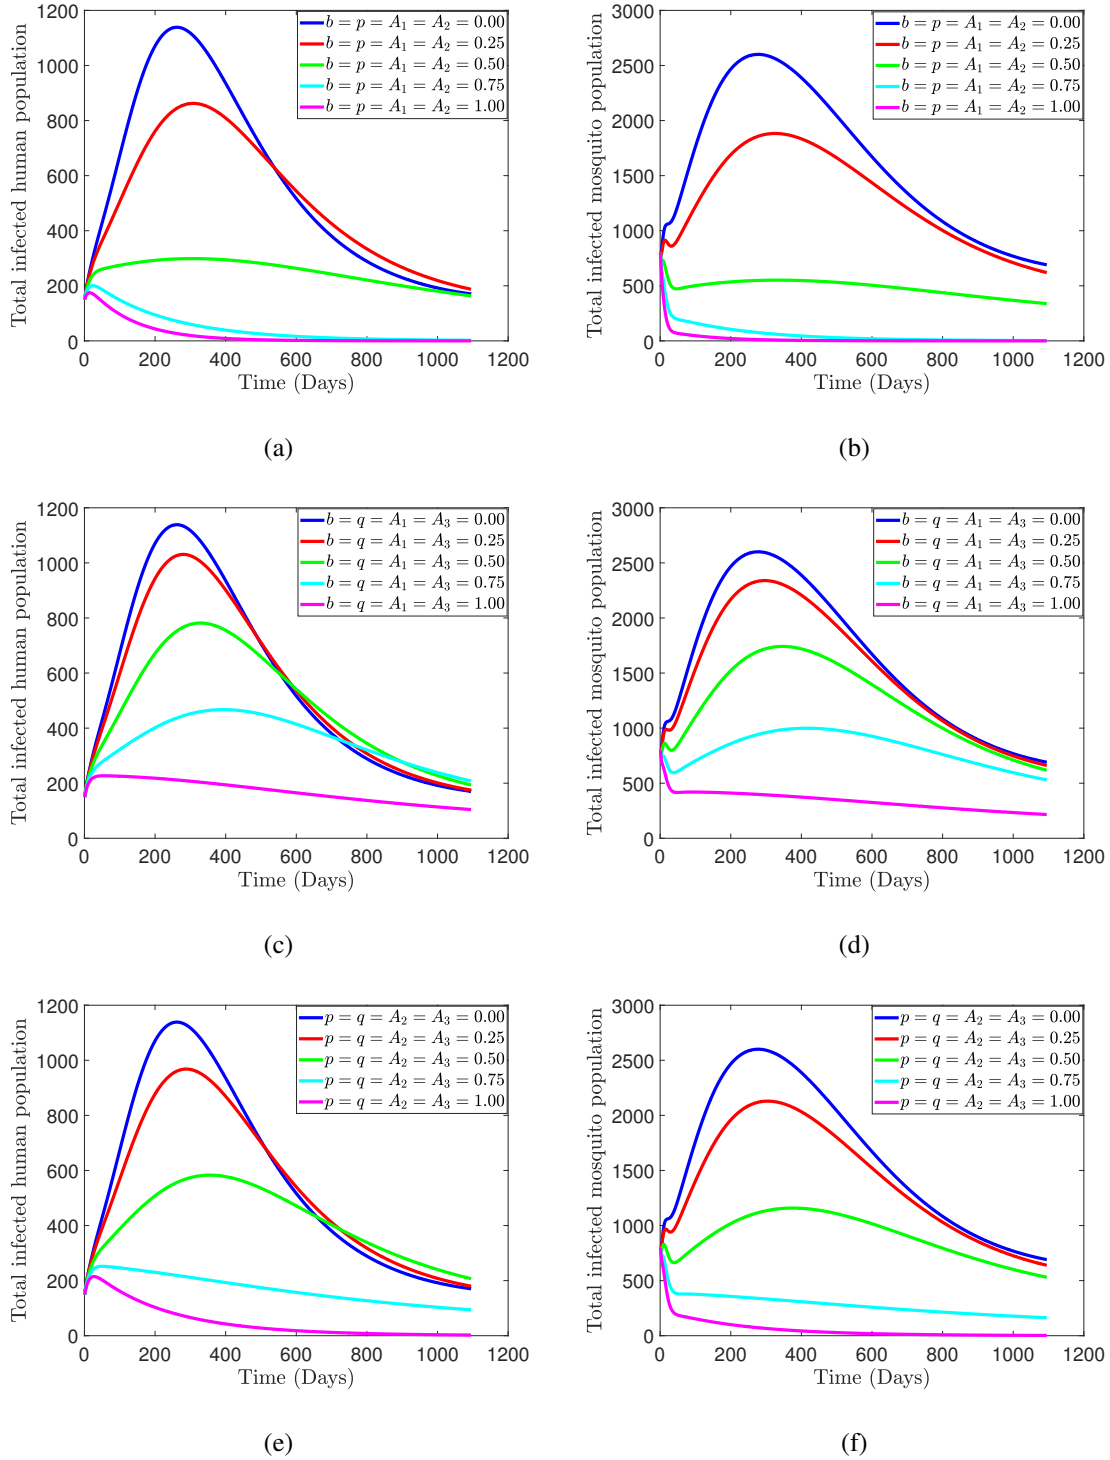 b = p = A₁ = A₂ = 0.00
b = p = A₁ = A₂ = 0.25
b = p = A₁ = A₂ = 0.50
b = p = A₁ = A₂ = 0.75
b = p = A₁ = A₂ = 1.00
Total infected human population
1200
1000
800
600
400
200
0
0 200 400 600 800 1000 1200
Time (Days)
(a)
b = p = A₁ = A₂ = 0.00
b = p = A₁ = A₂ = 0.25
b = p = A₁ = A₂ = 0.50
b = p = A₁ = A₂ = 0.75
b = p = A₁ = A₂ = 1.00
Total infected mosquito population
3000
2500
2000
1500
1000
500
0
0 200 400 600 800 1000 1200
Time (Days)
(b)
b = q = A₁ = A₃ = 0.00
b = q = A₁ = A₃ = 0.25
b = q = A₁ = A₃ = 0.50
b = q = A₁ = A₃ = 0.75
b = q = A₁ = A₃ = 1.00
Total infected human population
1200
1000
800
600
400
200
0
0 200 400 600 800 1000 1200
Time (Days)
(c)
b = q = A₁ = A₃ = 0.00
b = q = A₁ = A₃ = 0.25
b = q = A₁ = A₃ = 0.50
b = q = A₁ = A₃ = 0.75
b = q = A₁ = A₃ = 1.00
Total infected mosquito population
3000
2500
2000
1500
1000
500
0
0 200 400 600 800 1000 1200
Time (Days)
(d)
p = q = A₂ = A₃ = 0.00
p = q = A₂ = A₃ = 0.25
p = q = A₂ = A₃ = 0.50
p = q = A₂ = A₃ = 0.75
p = q = A₂ = A₃ = 1.00
Total infected human population
1200
1000
800
600
400
200
0
0 200 400 600 800 1000 1200
Time (Days)
(e)
p = q = A₂ = A₃ = 0.00
p = q = A₂ = A₃ = 0.25
p = q = A₂ = A₃ = 0.50
p = q = A₂ = A₃ = 0.75
p = q = A₂ = A₃ = 1.00
Total infected mosquito population
3000
2500
2000
1500
1000
500
0
0 200 400 600 800 1000 1200
Time (Days)
(f)